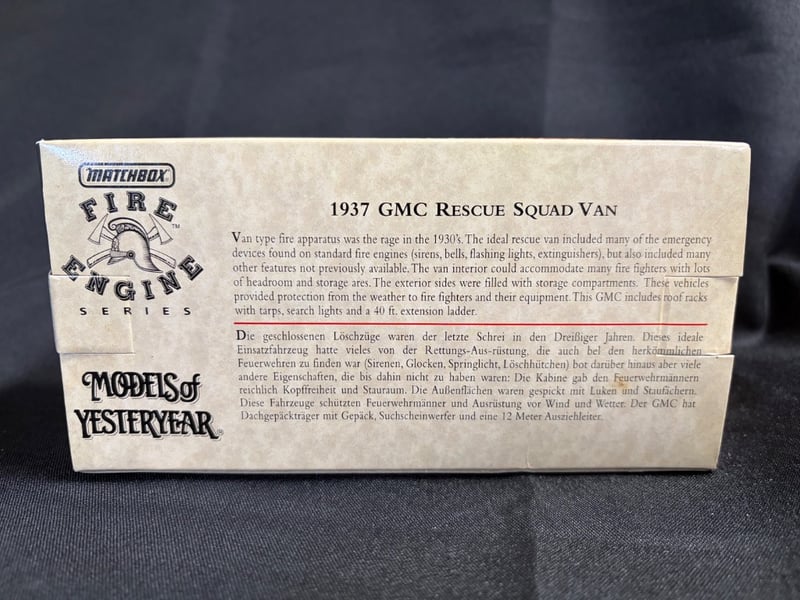 MATCHBOX
FIRE
ENGINE
SERIES
TM
MODELS of
YESTERYEAR
1937 GMC RESCUE SQUAD VAN
Van type fire apparatus was the rage in the 1930's. The ideal rescue van included many of the emergency
devices found on standard fire engines (sirens, bells, flashing lights, extinguishers), but also included many
other features not previously available. The van interior could accommodate many fire fighters with lots
of headroom and storage ares. The exterior sides were filled with storage compartments. These vehicles
provided protection from the weather to fire fighters and their equipment. This GMC includes roof racks
with tarps, search lights and a 40 ft. extension ladder.
Die geschlossenen Löschzüge waren der letzte Schrei in den Dreißiger Jahren. Dieses ideale
Einsatzfahrzeug hatte vieles von der Rettungs-Aus-rüstung, die auch bei den herkömmlichen
Feuerwehren zu finden war (Sirenen, Glocken, Springlicht, Löschhütchen) bot darüber hinaus aber viele
andere Eigenschaften, die bis dahin nicht zu haben waren: Die Kabine gab den Feuerwehrmännern
reichlich Kopffreiheit und Stauraum. Die Außenflächen waren gespickt mit Luken und Staufächern.
Diese Fahrzeuge schützten Feuerwehrmänner und Ausrüstung vor Wind und Wetter. Der GMC hat
Dachgepäckträger mit Gepäck, Suchscheinwerfer und eine 12 Meter Ausziehleiter.